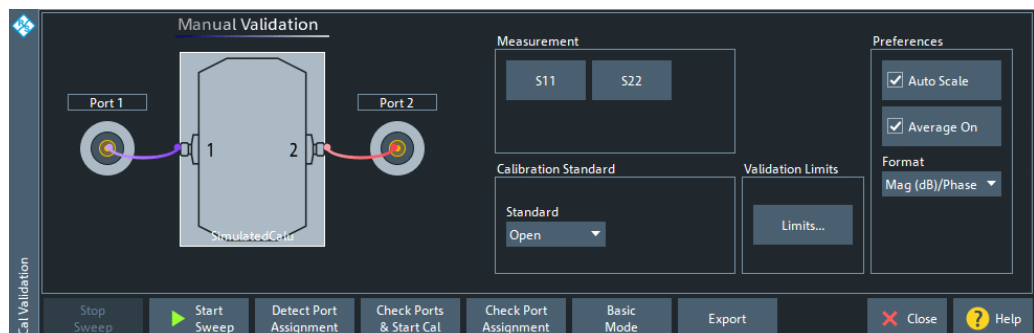 Manual Validation
Port 1
Port 2
1
2
SimulatedCalu
Measurement
S11
S22
Calibration Standard
Standard
Open
Validation Limits
Limits...
Preferences
Auto Scale
Average On
Format
Mag (dB)/Phase
Cal Validation
Stop
Sweep
Start
Sweep
Detect Port
Assignment
Check Ports
& Start Cal
Check Port
Assignment
Basic
Mode
Export
Close
? Help